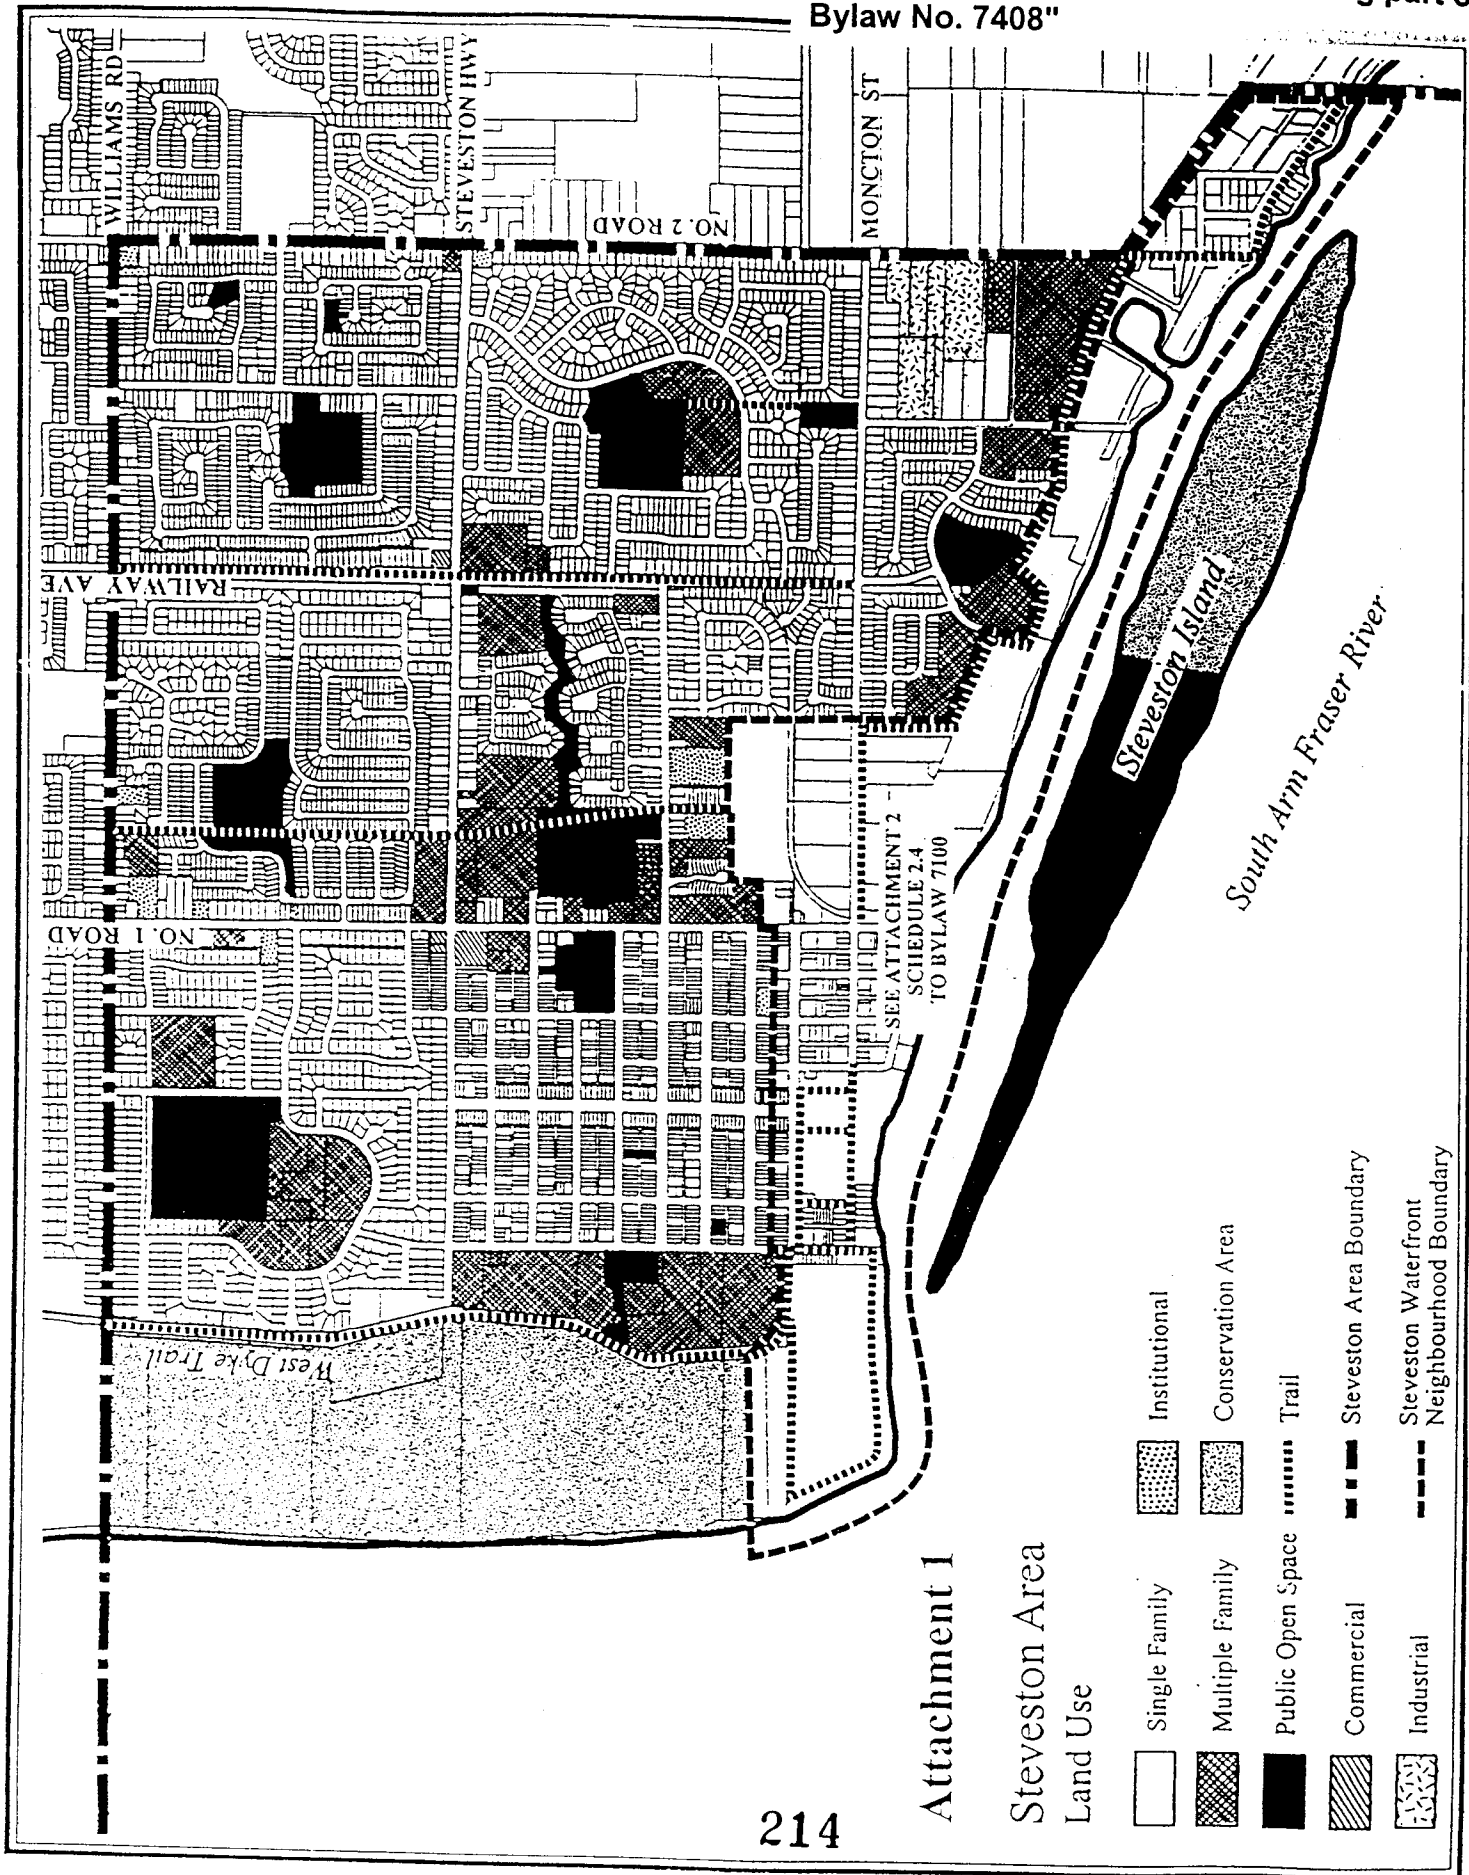 Bylaw No. 7408"
WILLIAMS RD
STEVESTON HWY
NO. 2 ROAD
MONCTON ST
RAILWAY AVE
NO. 1 ROAD
SEE ATTACHMENT 2 –
SCHEDULE 2.4
TO BYLAW 7100
Steveston Island
South Arm Fraser River
West Dyke Trail
Attachment 1
Steveston Area
Land Use
Single Family
Multiple Family
Public Open Space
Commercial
Industrial
Institutional
Conservation Area
Trail
Steveston Area Boundary
Steveston Waterfront
Neighbourhood Boundary
214